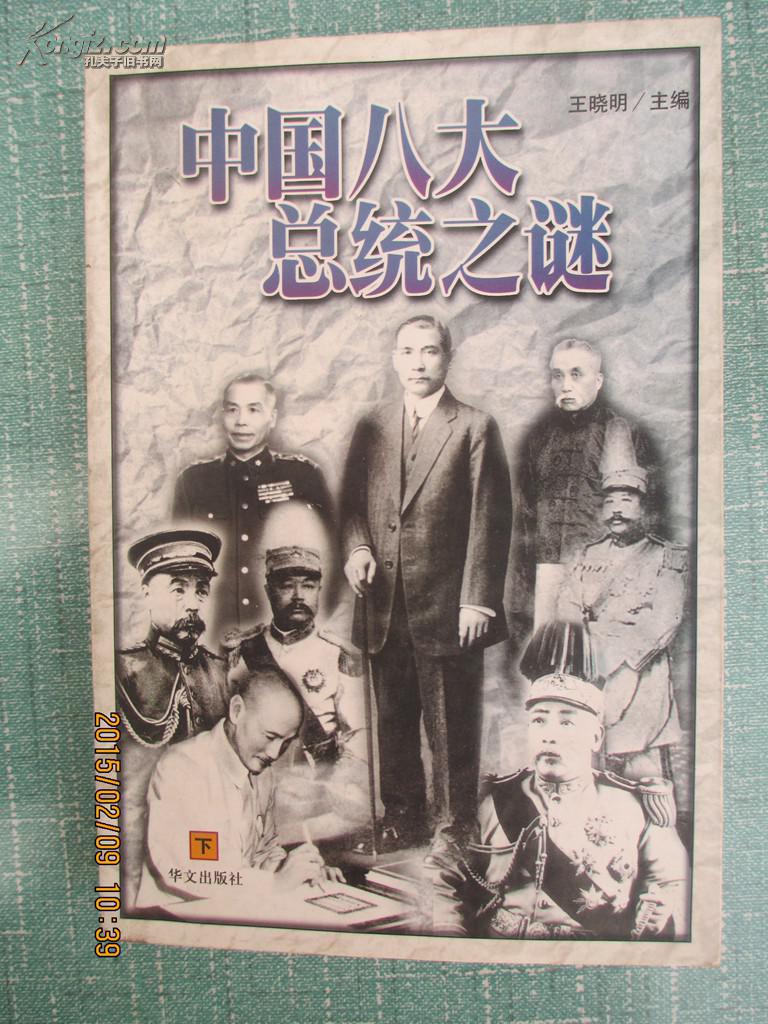 Kongfz.com
孔夫子旧书网
王晓明/主编
中国八大
总统之谜
下
华文出版社
2015/02/09 10:39